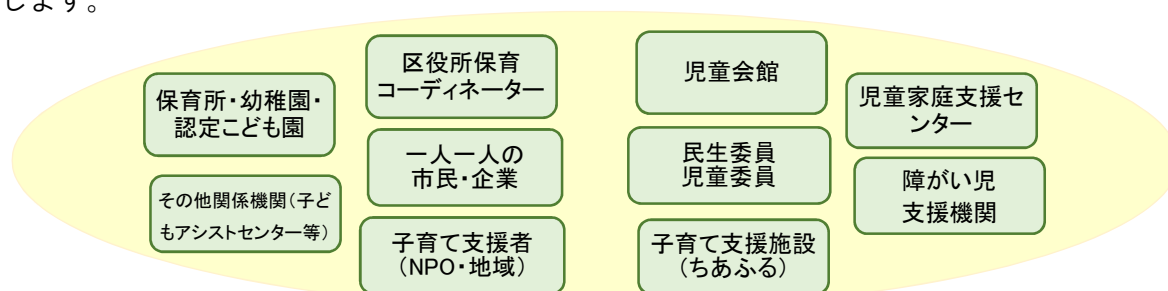 します。
区役所保育
コーディネーター
児童会館
保育所・幼稚園・
認定こども園
児童家庭支援セ
ンター
一人一人の
市民・企業
民生委員
児童委員
障がい児
支援機関
その他関係機関(子ど
もアシストセンター等)
子育て支援者
(NPO・地域)
子育て支援施設
(ちあふる)